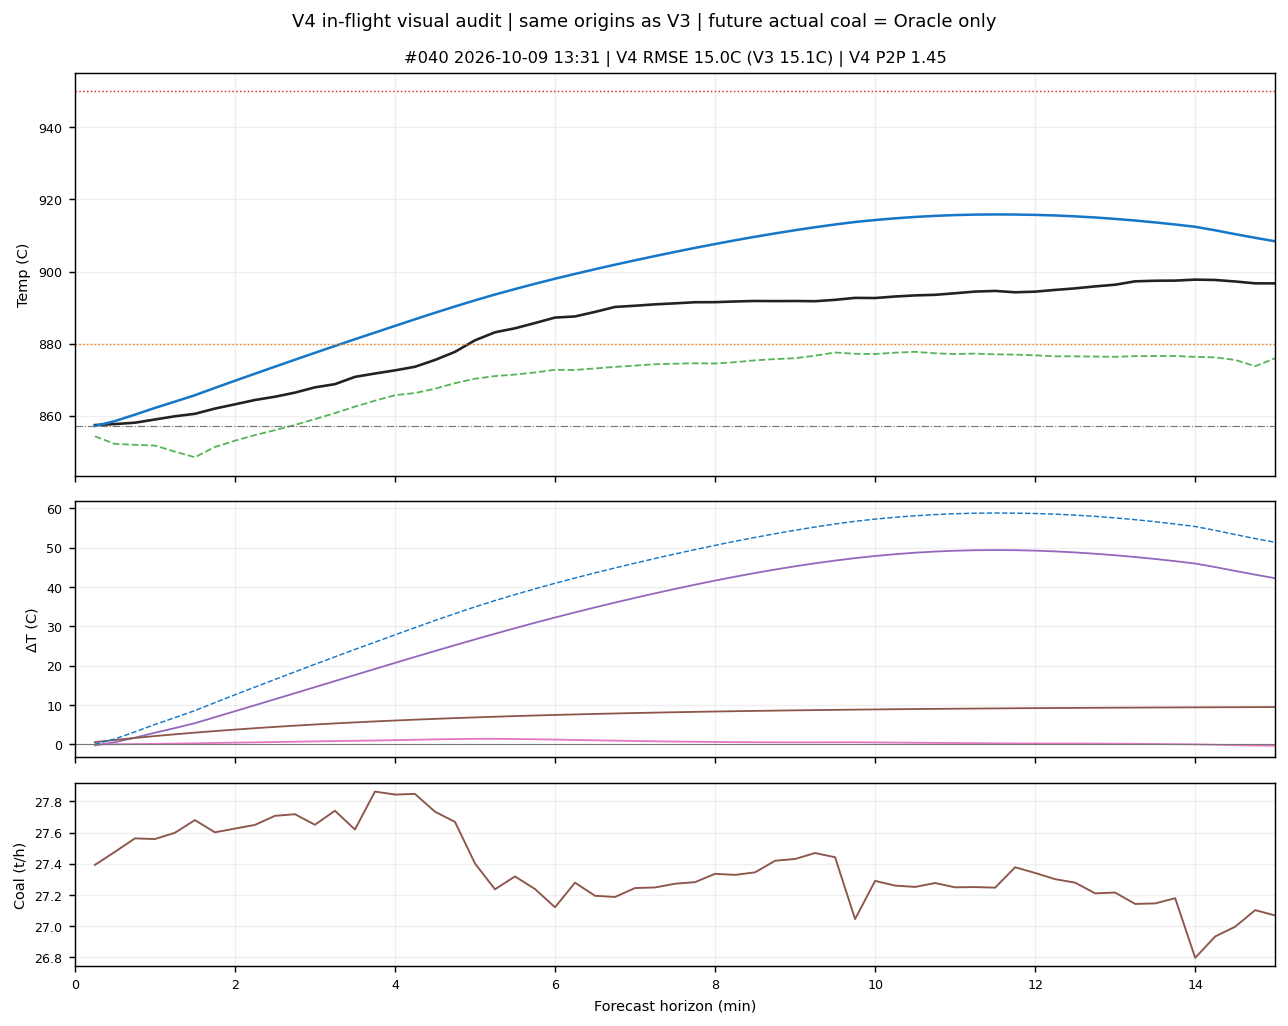 V4 in-flight visual audit | same origins as V3 | future actual coal = Oracle only
#040 2026-10-09 13:31 | V4 RMSE 15.0C (V3 15.1C) | V4 P2P 1.45
Temp (C)
940
920
900
880
860
ΔT (C)
60
50
40
30
20
10
0
Coal (t/h)
27.8
27.6
27.4
27.2
27.0
26.8
0 2 4 6 8 10 12 14
Forecast horizon (min)